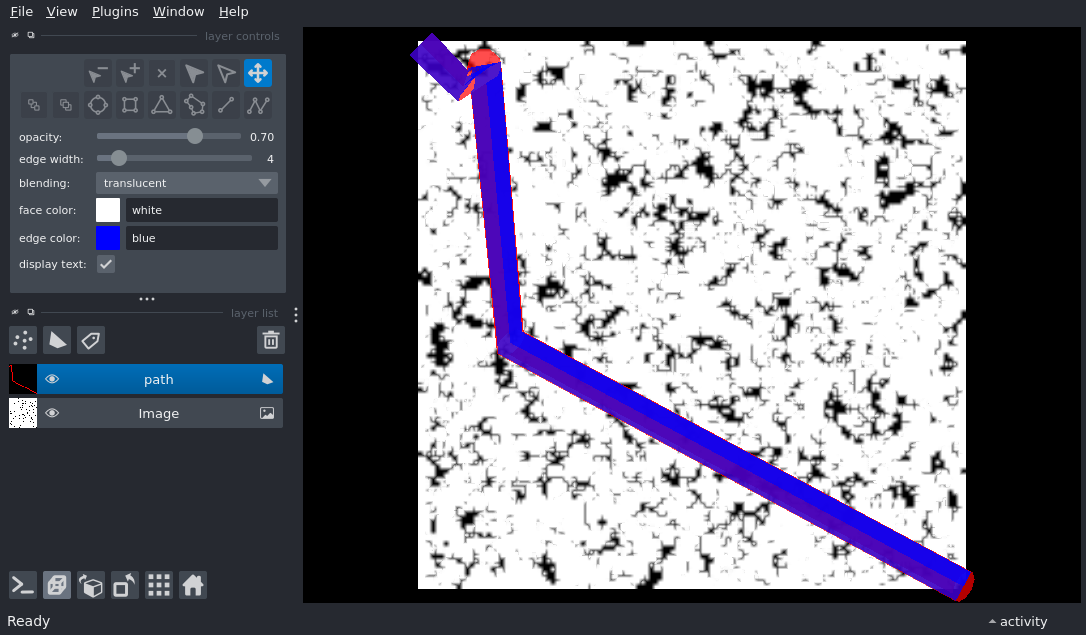 File View Plugins Window Help
layer controls
opacity: 0.70
edge width: 4
blending: translucent
face color: white
edge color: blue
display text:
layer list
path
Image
Ready
activity